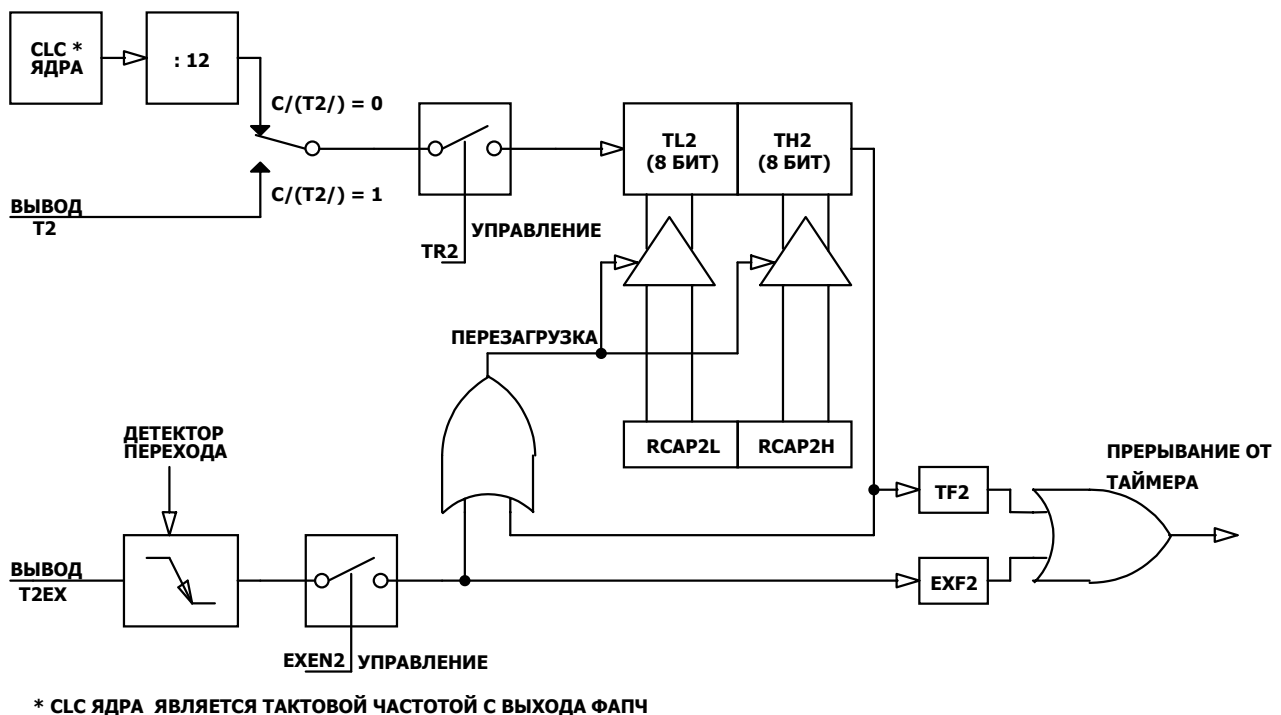 CLC *
ЯДРА
: 12
C/(T2/) = 0
C/(T2/) = 1
ВЫВОД
T2
TR2
УПРАВЛЕНИЕ
TL2
(8 БИТ)
TH2
(8 БИТ)
ПЕРЕЗАГРУЗКА
RCAP2L
RCAP2H
ДЕТЕКТОР
ПЕРЕХОДА
ВЫВОД
T2EX
EXEN2
УПРАВЛЕНИЕ
TF2
EXF2
ПРЕРЫВАНИЕ ОТ
ТАЙМЕРА
* CLC ЯДРА ЯВЛЯЕТСЯ ТАКТОВОЙ ЧАСТОТОЙ С ВЫХОДА ФАПЧ